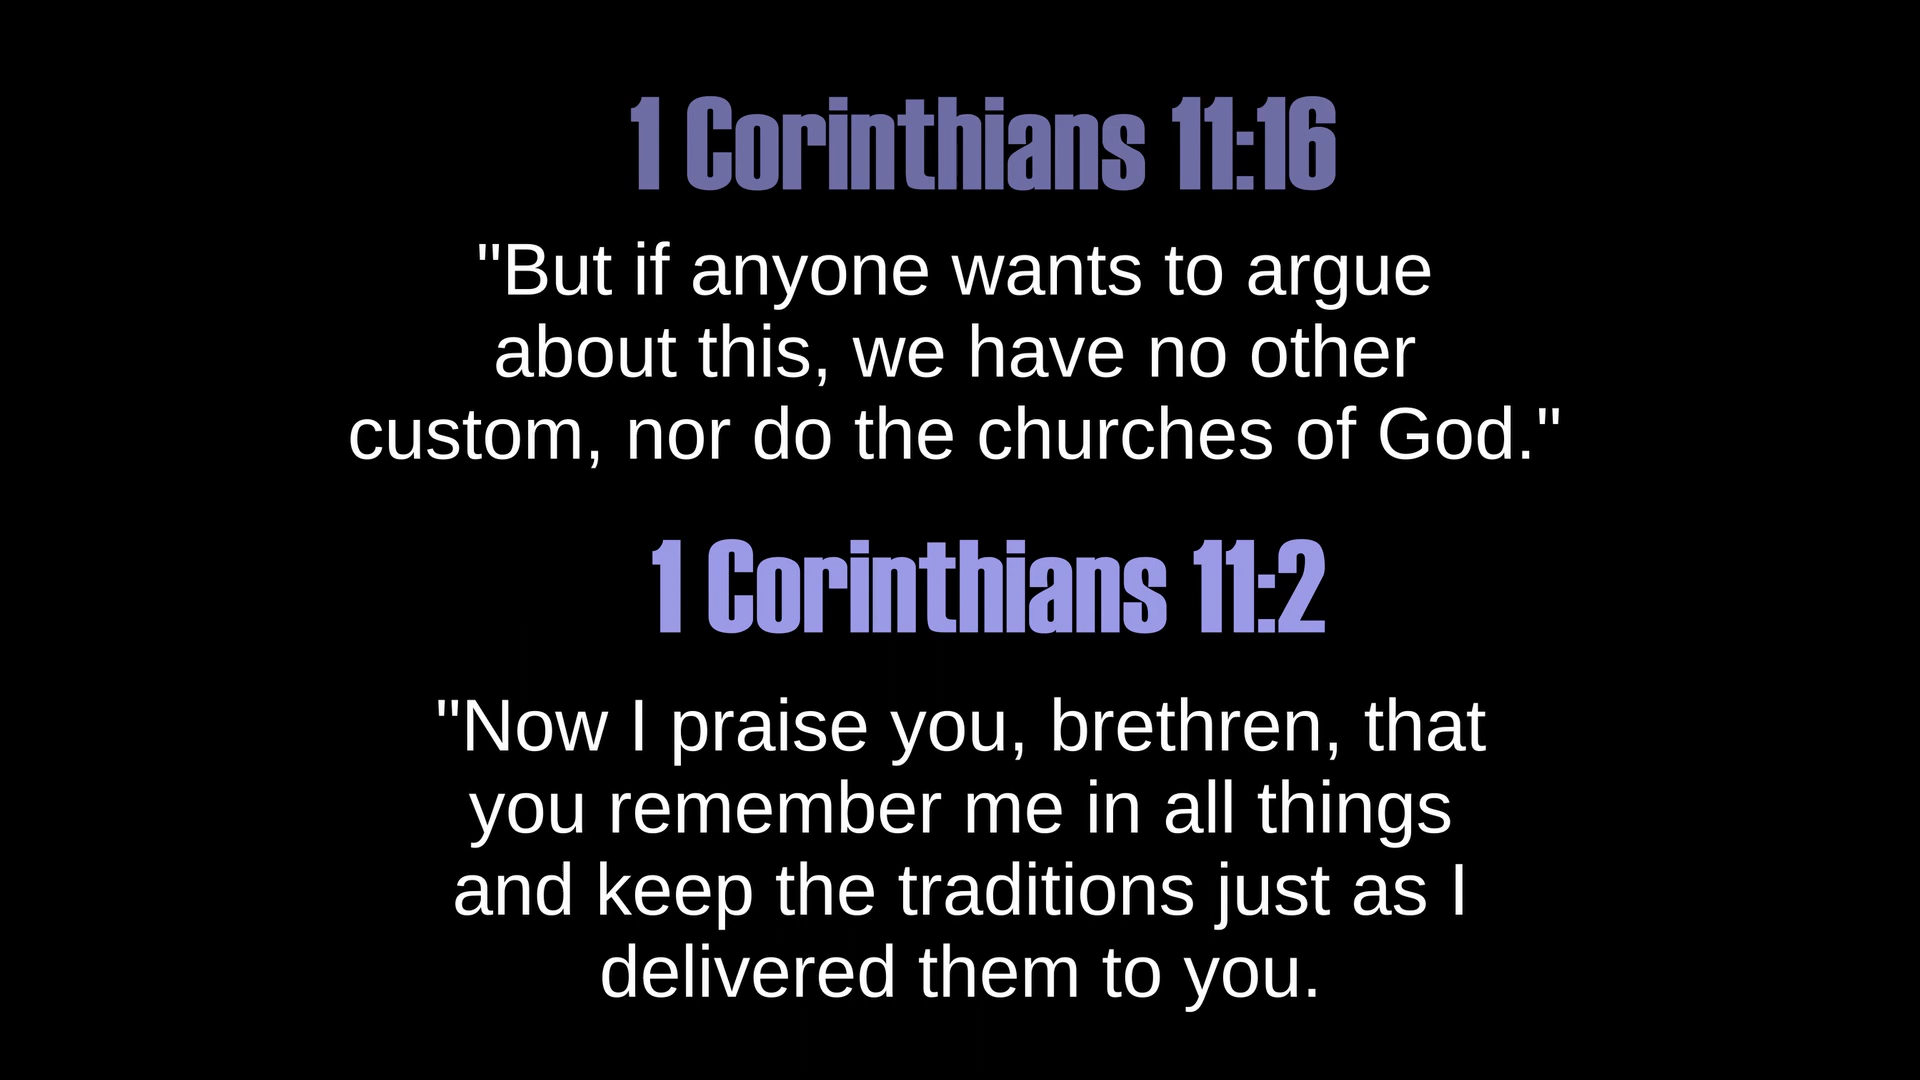 1 Corinthians 11:16
"But if anyone wants to argue
about this, we have no other
custom, nor do the churches of God."
1 Corinthians 11:2
"Now I praise you, brethren, that
you remember me in all things
and keep the traditions just as I
delivered them to you.